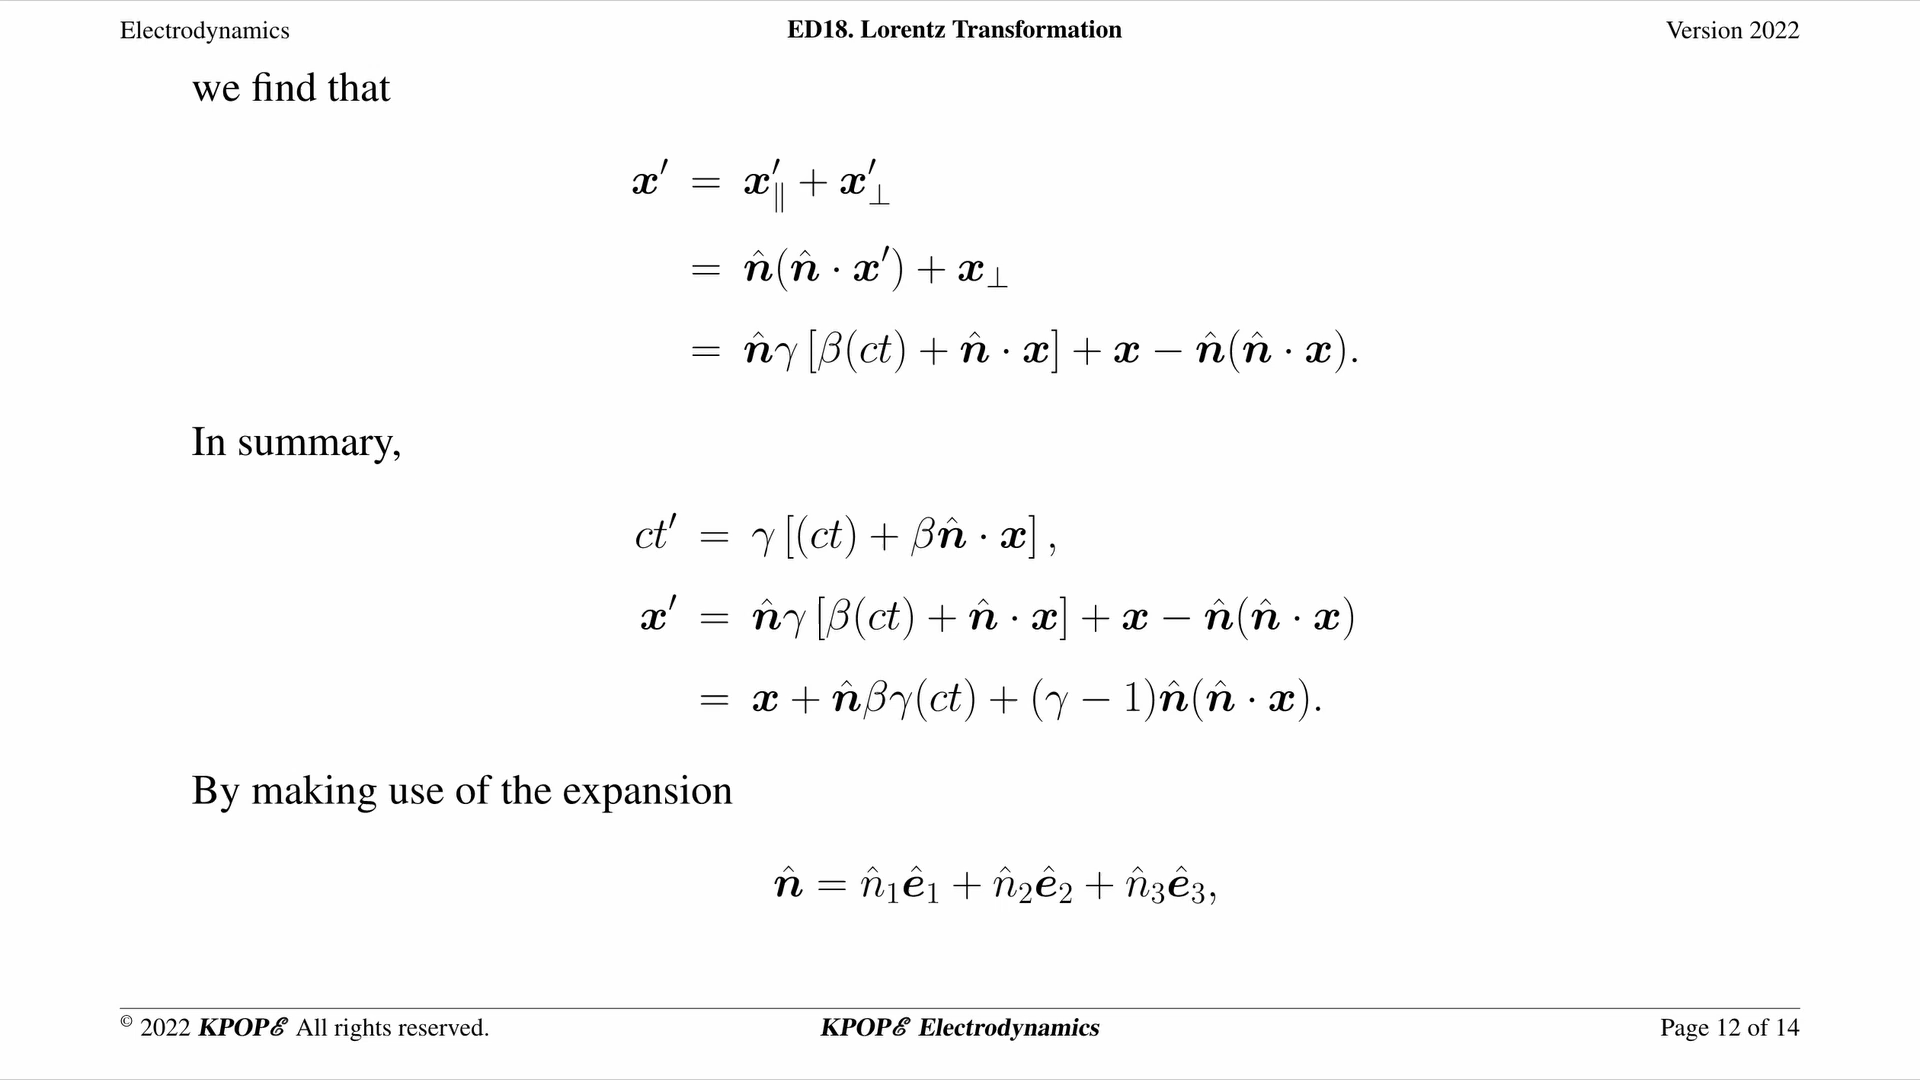 Electrodynamics ED18. Lorentz Transformation Version 2022
we find that
𝒙′ = 𝒙′∥ + 𝒙′⊥
= 𝒏̂(𝒏̂ · 𝒙′) + 𝒙⊥
= 𝒏̂γ [β(ct) + 𝒏̂ · 𝒙] + 𝒙 − 𝒏̂(𝒏̂ · 𝒙).
In summary,
ct′ = γ [(ct) + β𝒏̂ · 𝒙] ,
𝒙′ = 𝒏̂γ [β(ct) + 𝒏̂ · 𝒙] + 𝒙 − 𝒏̂(𝒏̂ · 𝒙)
= 𝒙 + 𝒏̂βγ(ct) + (γ − 1)𝒏̂(𝒏̂ · 𝒙).
By making use of the expansion
𝒏̂ = n̂₁𝒆̂₁ + n̂₂𝒆̂₂ + n̂₃𝒆̂₃,
© 2022 KPOPℰ All rights reserved. KPOPℰ Electrodynamics Page 12 of 14